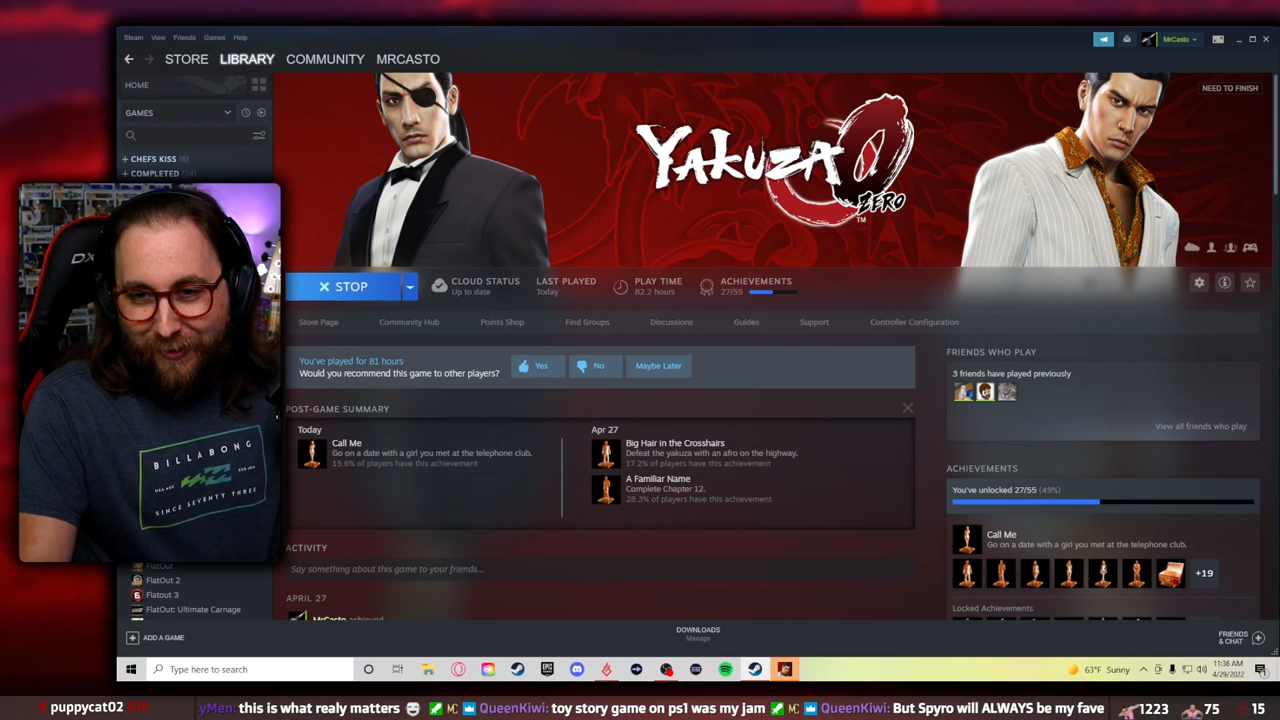 Steam View Friends Games Help
MrCasto
STORE LIBRARY COMMUNITY MRCASTO
HOME
GAMES
CHEFS KISS (6)
COMPLETED (24)
NEED TO FINISH
YAKUZA 0 ZERO TM
STOP
CLOUD STATUS
Up to date
LAST PLAYED
Today
PLAY TIME
82.2 hours
ACHIEVEMENTS
27/55
Store Page Community Hub Points Shop Find Groups Discussions Guides Support Controller Configuration
You've played for 81 hours
Would you recommend this game to other players?
Yes No Maybe Later
FRIENDS WHO PLAY
3 friends have played previously
View all friends who play
POST-GAME SUMMARY
Today
Call Me
Go on a date with a girl you met at the telephone club.
15.6% of players have this achievement
Apr 27
Big Hair in the Crosshairs
Defeat the yakuza with an afro on the highway.
17.2% of players have this achievement
A Familiar Name
Complete Chapter 12.
28.3% of players have this achievement
ACHIEVEMENTS
You've unlocked 27/55 (49%)
Call Me
Go on a date with a girl you met at the telephone club.
+19
Locked Achievements
ACTIVITY
Say something about this game to your friends...
APRIL 27
MrCasto achieved
DX
BILLABONG
SINCE SEVENTY THREE
FlatOut
FlatOut 2
Flatout 3
FlatOut: Ultimate Carnage
ADD A GAME
DOWNLOADS
Manage
FRIENDS
& CHAT
Type here to search
63°F Sunny
11:36 AM
4/29/2022
puppycat02
yMen: this is what realy matters
QueenKiwi: toy story game on ps1 was my jam
QueenKiwi: But Spyro will ALWAYS be my fave
1223 75 15